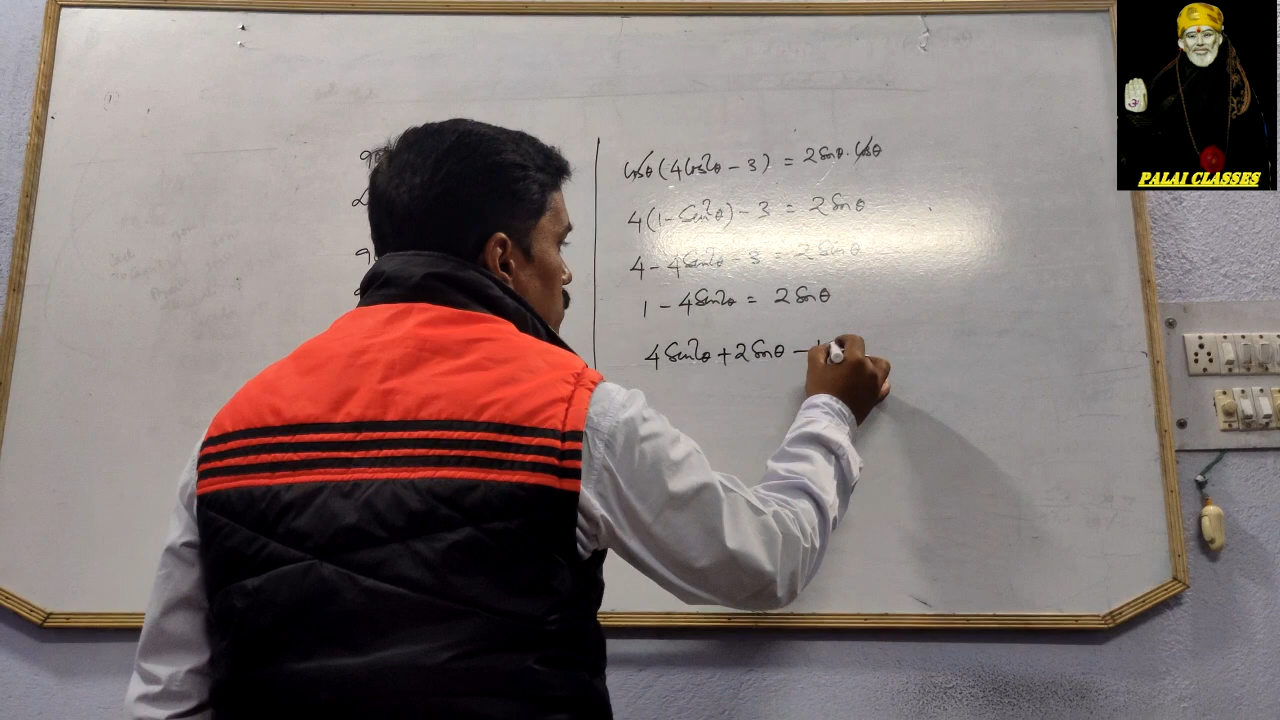 cosθ(4cos²θ - 3) = 2sinθ.cosθ
4(1 - sin²θ) - 3 = 2sinθ
4 - 4sin²θ - 3 = 2sinθ
1 - 4sin²θ = 2sinθ
4sin²θ + 2sinθ -
PALAI CLASSES